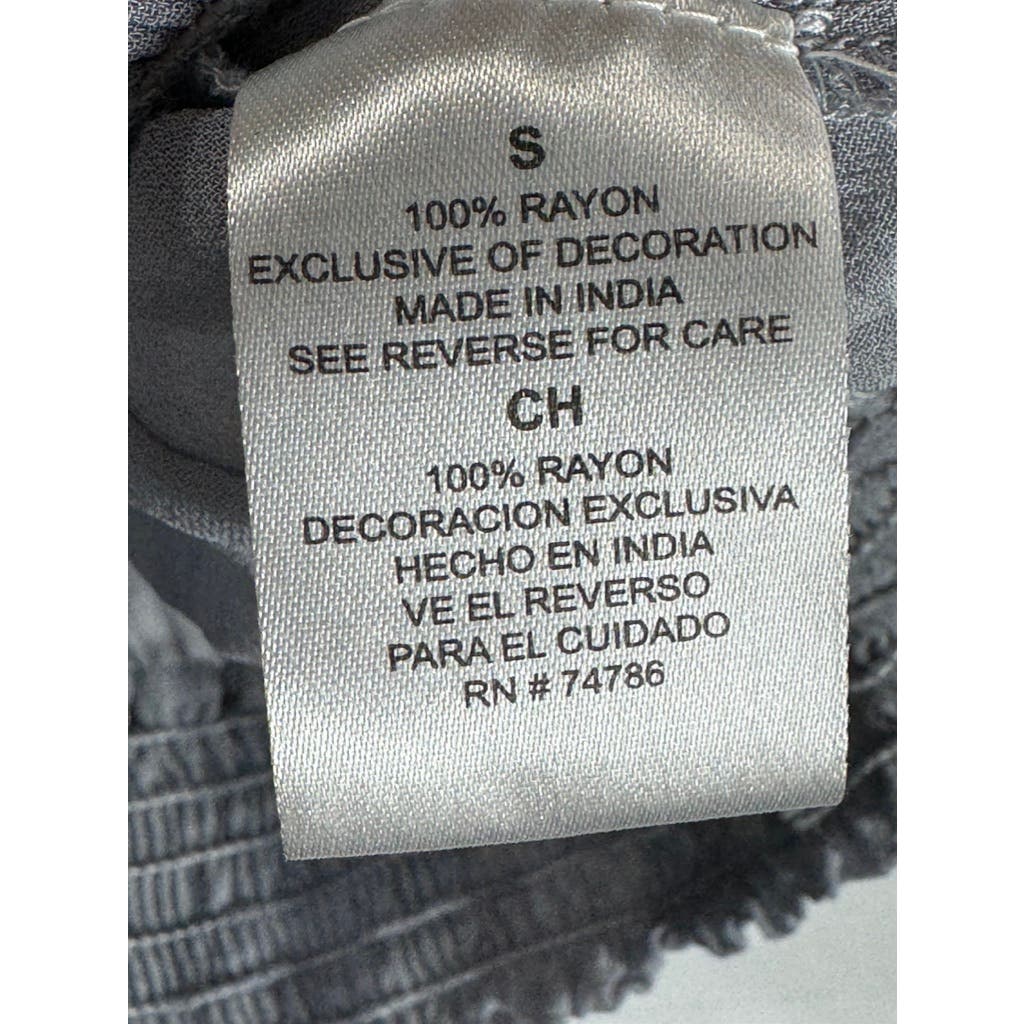 S
100% RAYON
EXCLUSIVE OF DECORATION
MADE IN INDIA
SEE REVERSE FOR CARE
CH
100% RAYON
DECORACION EXCLUSIVA
HECHO EN INDIA
VE EL REVERSO
PARA EL CUIDADO
RN # 74786